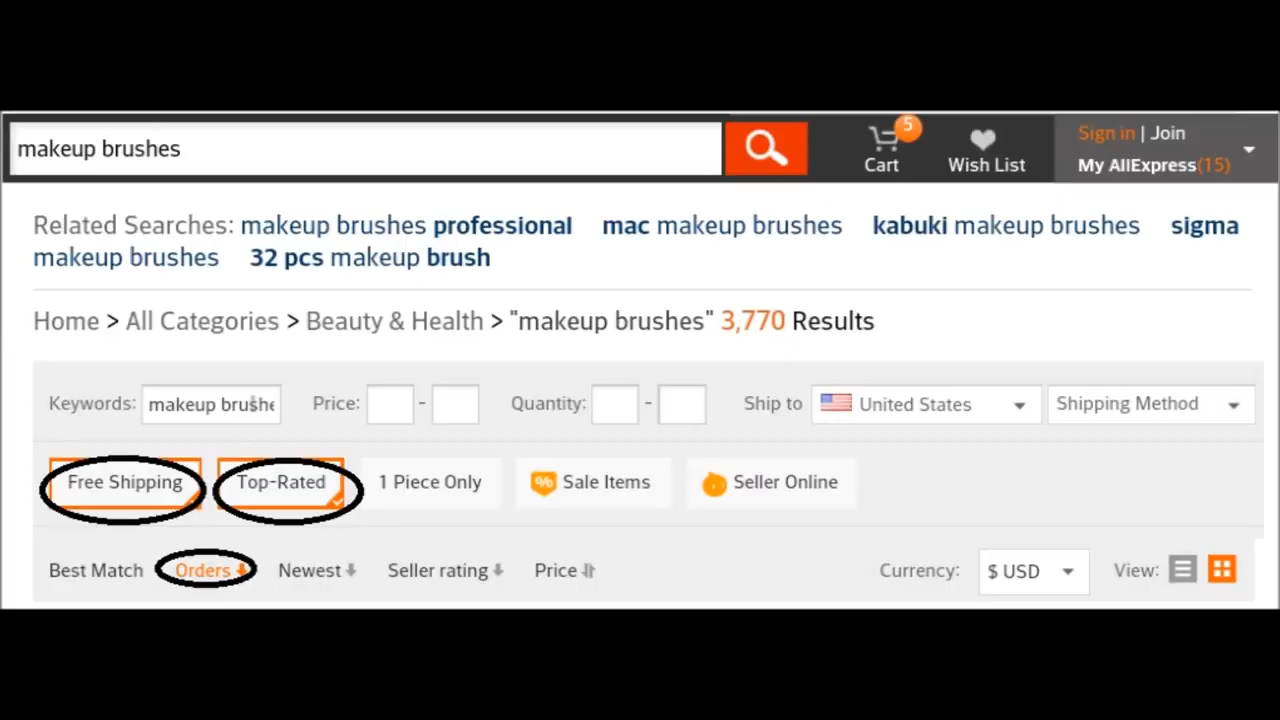 makeup brushes
5
Cart
Wish List
Sign in | Join
My AllExpress(15)
Related Searches: makeup brushes professional mac makeup brushes kabuki makeup brushes sigma
makeup brushes 32 pcs makeup brush
Home > All Categories > Beauty & Health > "makeup brushes" 3,770 Results
Keywords: makeup brushe Price: - Quantity: - Ship to United States Shipping Method
Free Shipping Top-Rated 1 Piece Only % Sale Items Seller Online
Best Match Orders Newest Seller rating Price Currency: $ USD View: